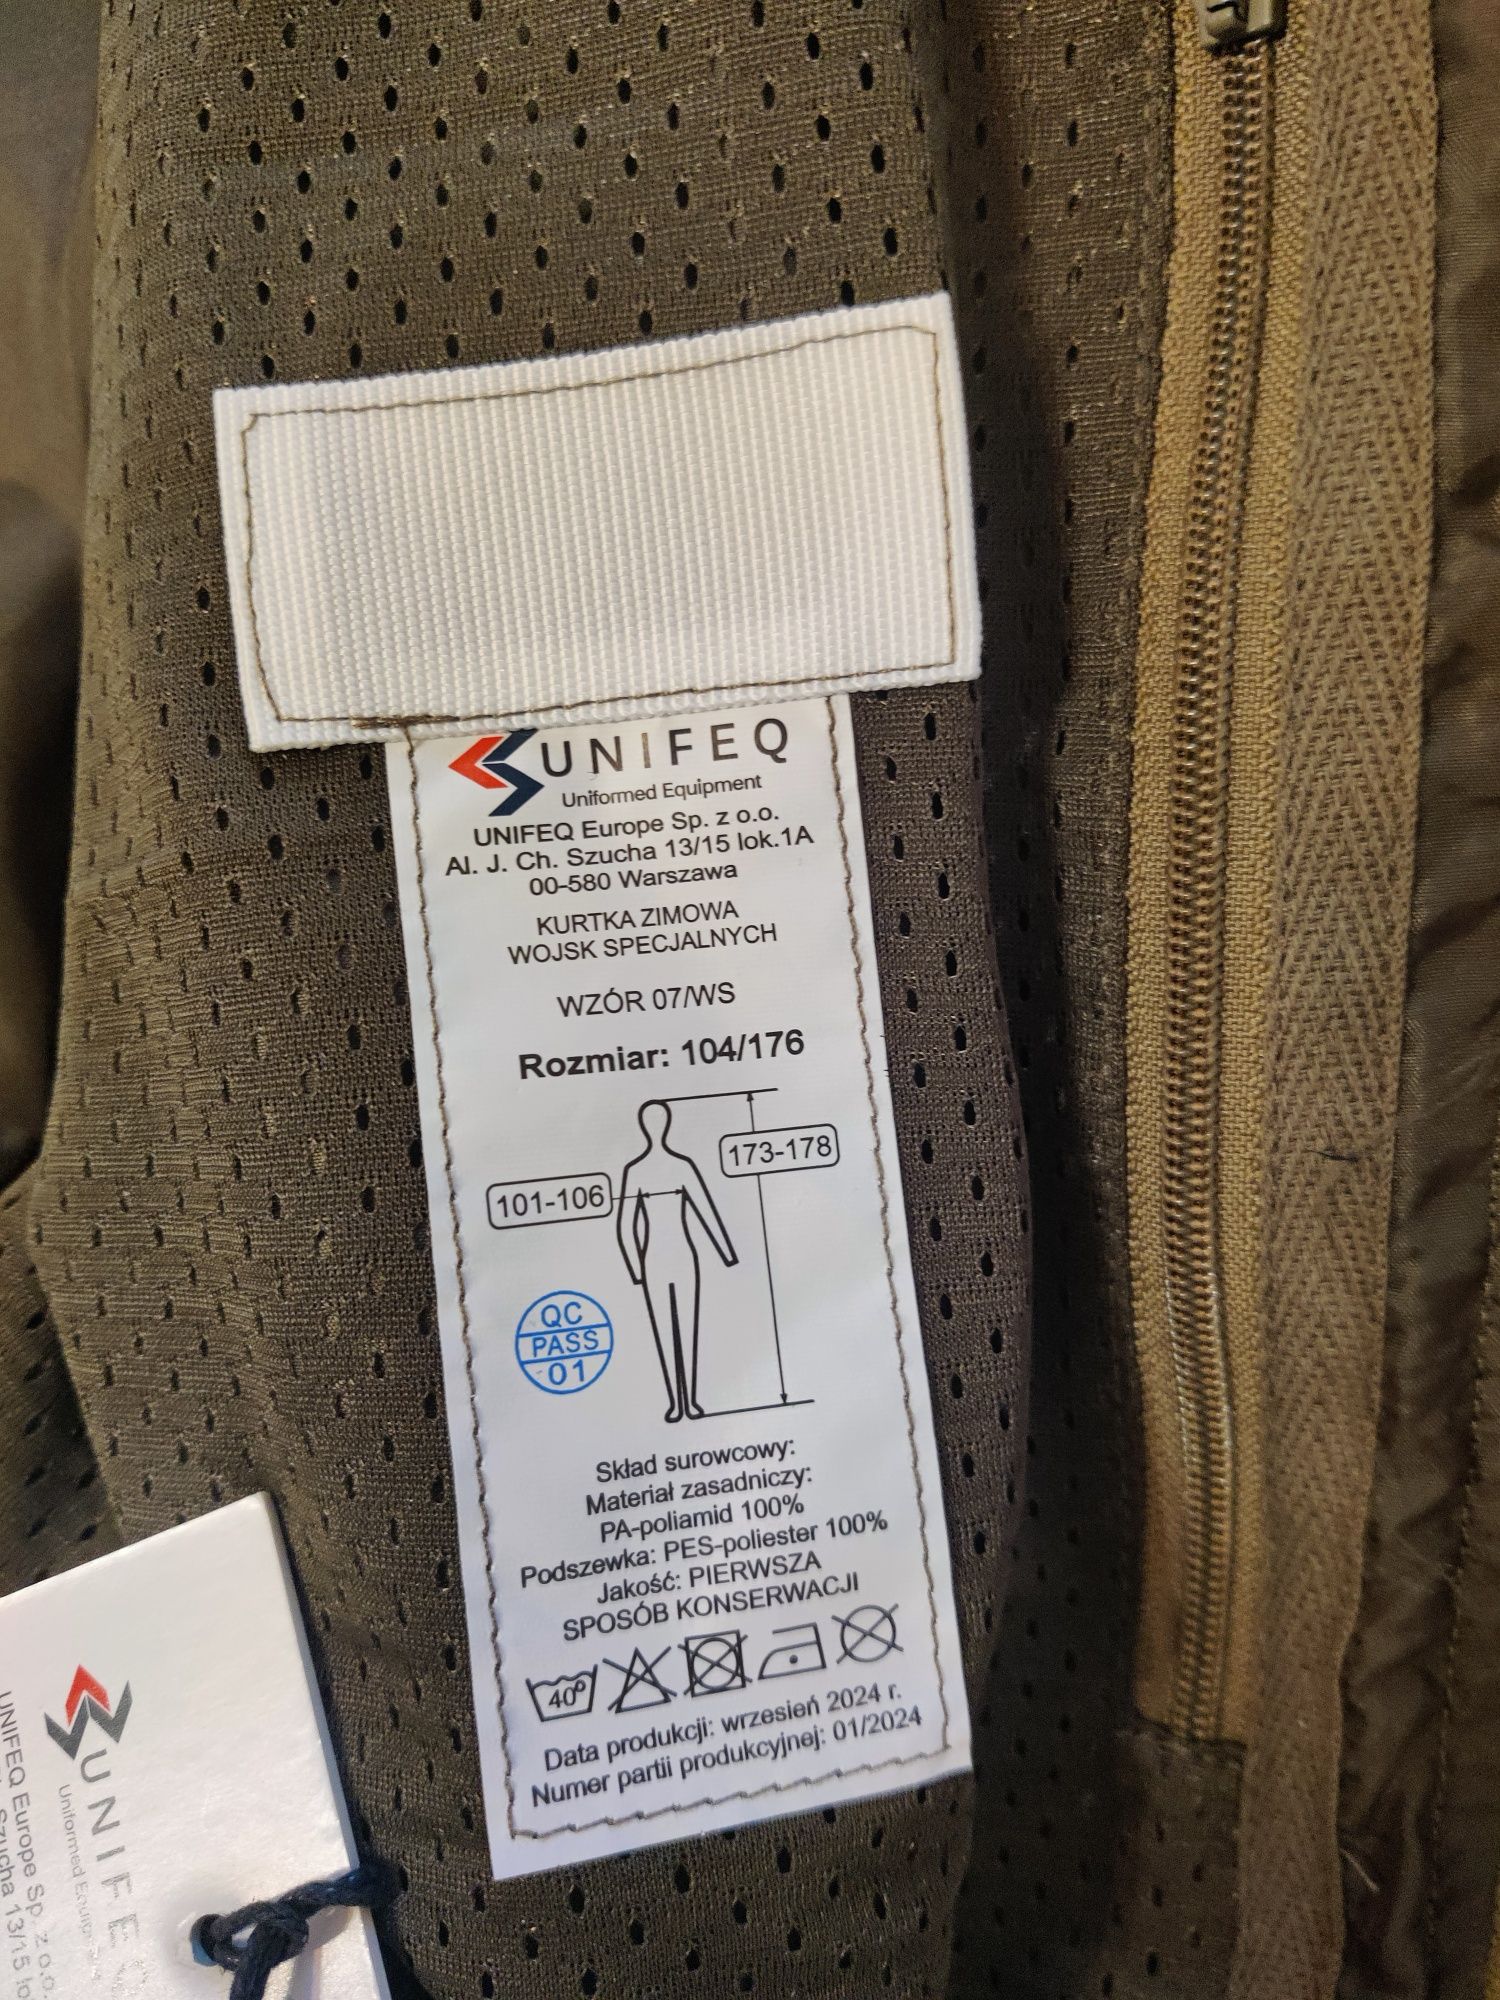 UNIFEQ
Uniformed Equipment
UNIFEQ Europe Sp. z o.o.
Al. J. Ch. Szucha 13/15 lok.1A
00-580 Warszawa
KURTKA ZIMOWA
WOJSK SPECJALNYCH
WZÓR 07/WS
Rozmiar: 104/176
173-178
101-106
QC
PASS
01
Skład surowcowy:
Materiał zasadniczy:
PA-poliamid 100%
Podszewka: PES-poliester 100%
Jakość: PIERWSZA
SPOSÓB KONSERWACJI
40º
Data produkcji: wrzesień 2024 r.
Numer partii produkcyjnej: 01/2024
UNIFE
Uniformed Equip
UNIFEQ Europe Sp. z o.o.
Szucha 13/15 lo